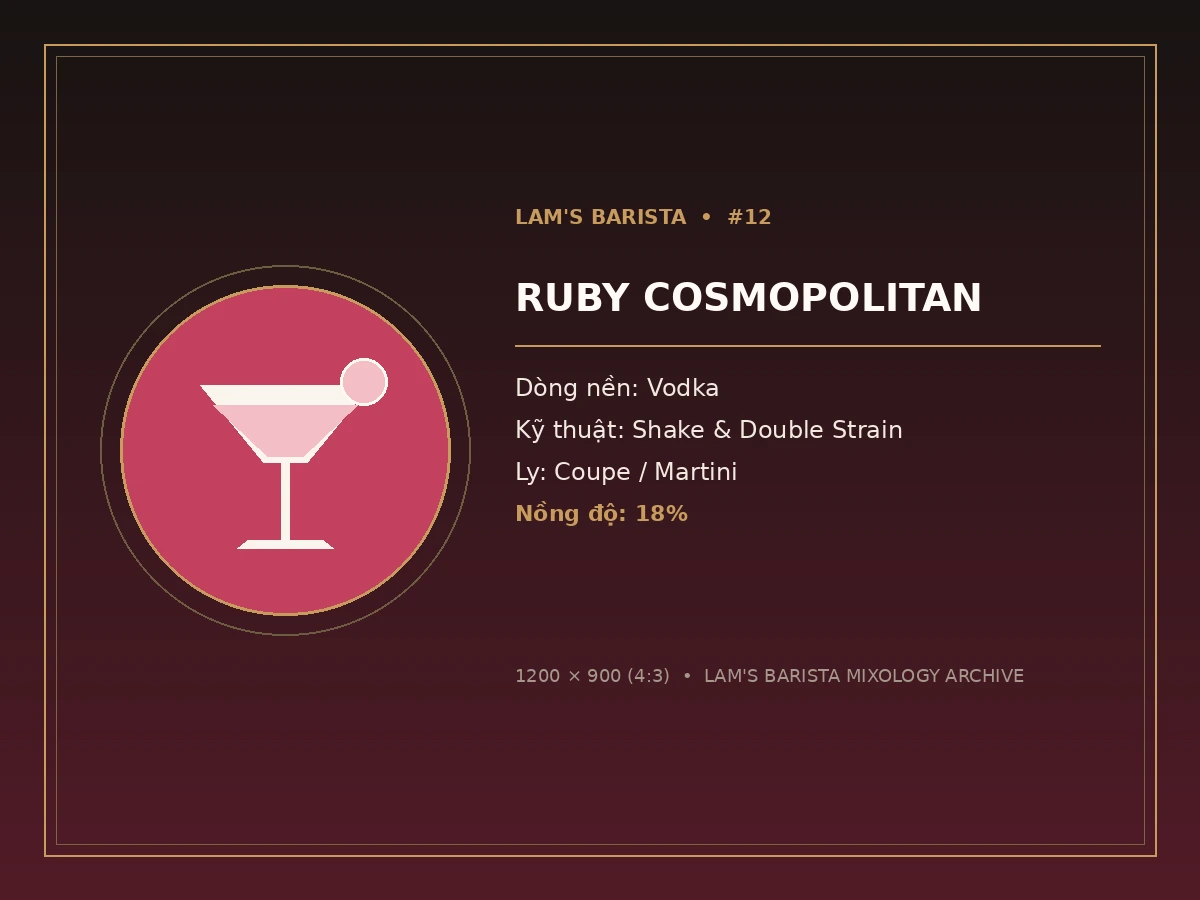 LAM'S BARISTA • #12
RUBY COSMOPOLITAN
Dòng nền: Vodka
Kỹ thuật: Shake & Double Strain
Ly: Coupe / Martini
Nồng độ: 18%
1200 × 900 (4:3) • LAM'S BARISTA MIXOLOGY ARCHIVE